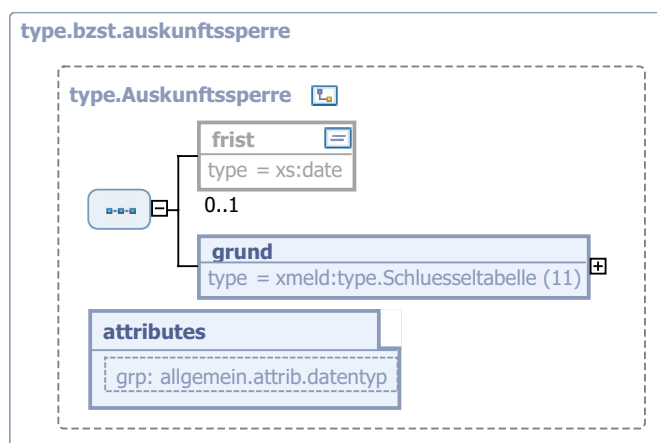 type.bzst.auskunftssperre
type.Auskunftssperre
frist
type = xs:date
0..1
grund
type = xmeld:type.Schluesseltabelle (11)
attributes
grp: allgemein.attrib.datentyp